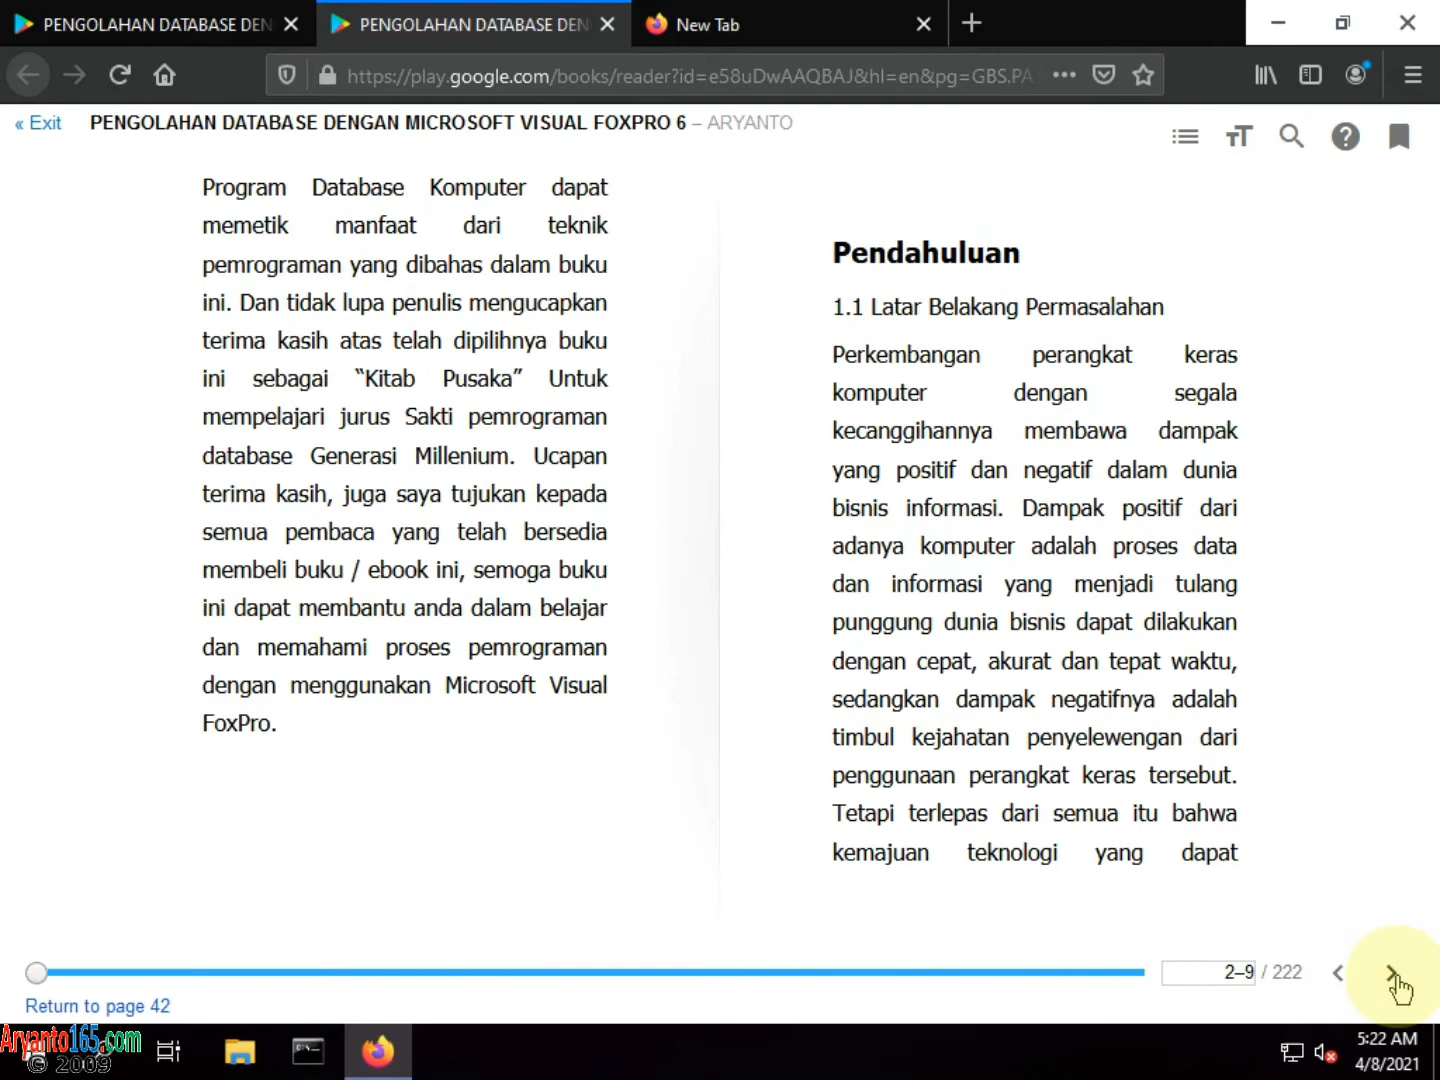 PENGOLAHAN DATABASE DEN
PENGOLAHAN DATABASE DEN
New Tab
https://play.google.com/books/reader?id=e58uDwAAQBAJ&hl=en&pg=GBS.PA
« Exit
PENGOLAHAN DATABASE DENGAN MICROSOFT VISUAL FOXPRO 6 – ARYANTO
Program Database Komputer dapat
memetik manfaat dari teknik
pemrograman yang dibahas dalam buku
ini. Dan tidak lupa penulis mengucapkan
terima kasih atas telah dipilihnya buku
ini sebagai “Kitab Pusaka” Untuk
mempelajari jurus Sakti pemrograman
database Generasi Millenium. Ucapan
terima kasih, juga saya tujukan kepada
semua pembaca yang telah bersedia
membeli buku / ebook ini, semoga buku
ini dapat membantu anda dalam belajar
dan memahami proses pemrograman
dengan menggunakan Microsoft Visual
FoxPro.
Pendahuluan
1.1 Latar Belakang Permasalahan
Perkembangan perangkat keras
komputer dengan segala
kecanggihannya membawa dampak
yang positif dan negatif dalam dunia
bisnis informasi. Dampak positif dari
adanya komputer adalah proses data
dan informasi yang menjadi tulang
punggung dunia bisnis dapat dilakukan
dengan cepat, akurat dan tepat waktu,
sedangkan dampak negatifnya adalah
timbul kejahatan penyelewengan dari
penggunaan perangkat keras tersebut.
Tetapi terlepas dari semua itu bahwa
kemajuan teknologi yang dapat
2–9 / 222
Return to page 42
Aryanto165.com
© 2009
5:22 AM
4/8/2021